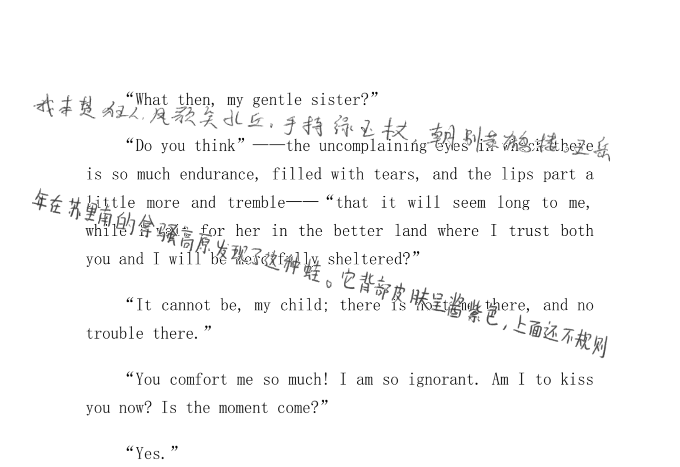 “What then, my gentle sister?”
我本楚狂人凤歌笑孔丘,手持绿玉杖,朝别黄鹤楼。五岳
“Do you think”——the uncomplaining eyes in which there
is so much endurance, filled with tears, and the lips part a
little more and tremble——“that it will seem long to me,
年在苏里南的 骚高原发现了这种蛙。它背部皮肤呈酱紫色,上面还不规则
while for her in the better land where I trust both
you and I will be mercifully sheltered?”
“It cannot be, my child; there is no time there, and no
trouble there.”
“You comfort me so much! I am so ignorant. Am I to kiss
you now? Is the moment come?”
“Yes.”